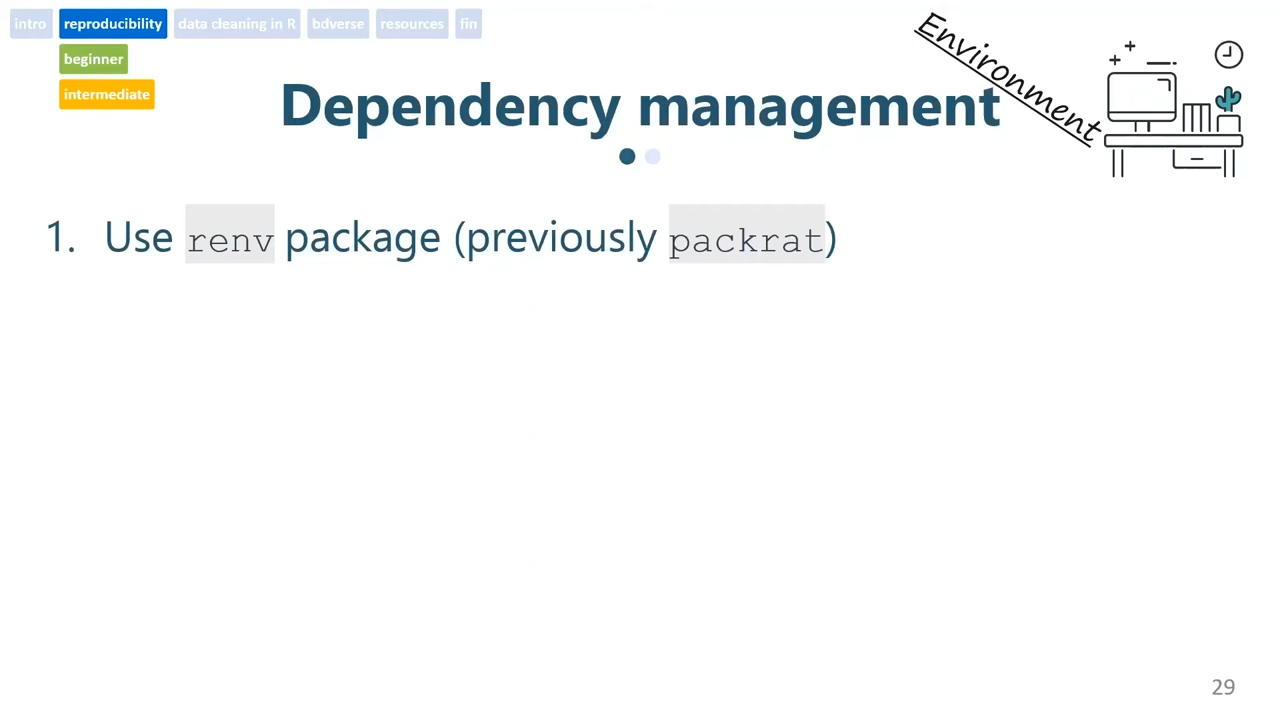 intro reproducibility data cleaning in R bdverse resources fin
beginner
intermediate
Environment
Dependency management
1. Use renv package (previously packrat)
29